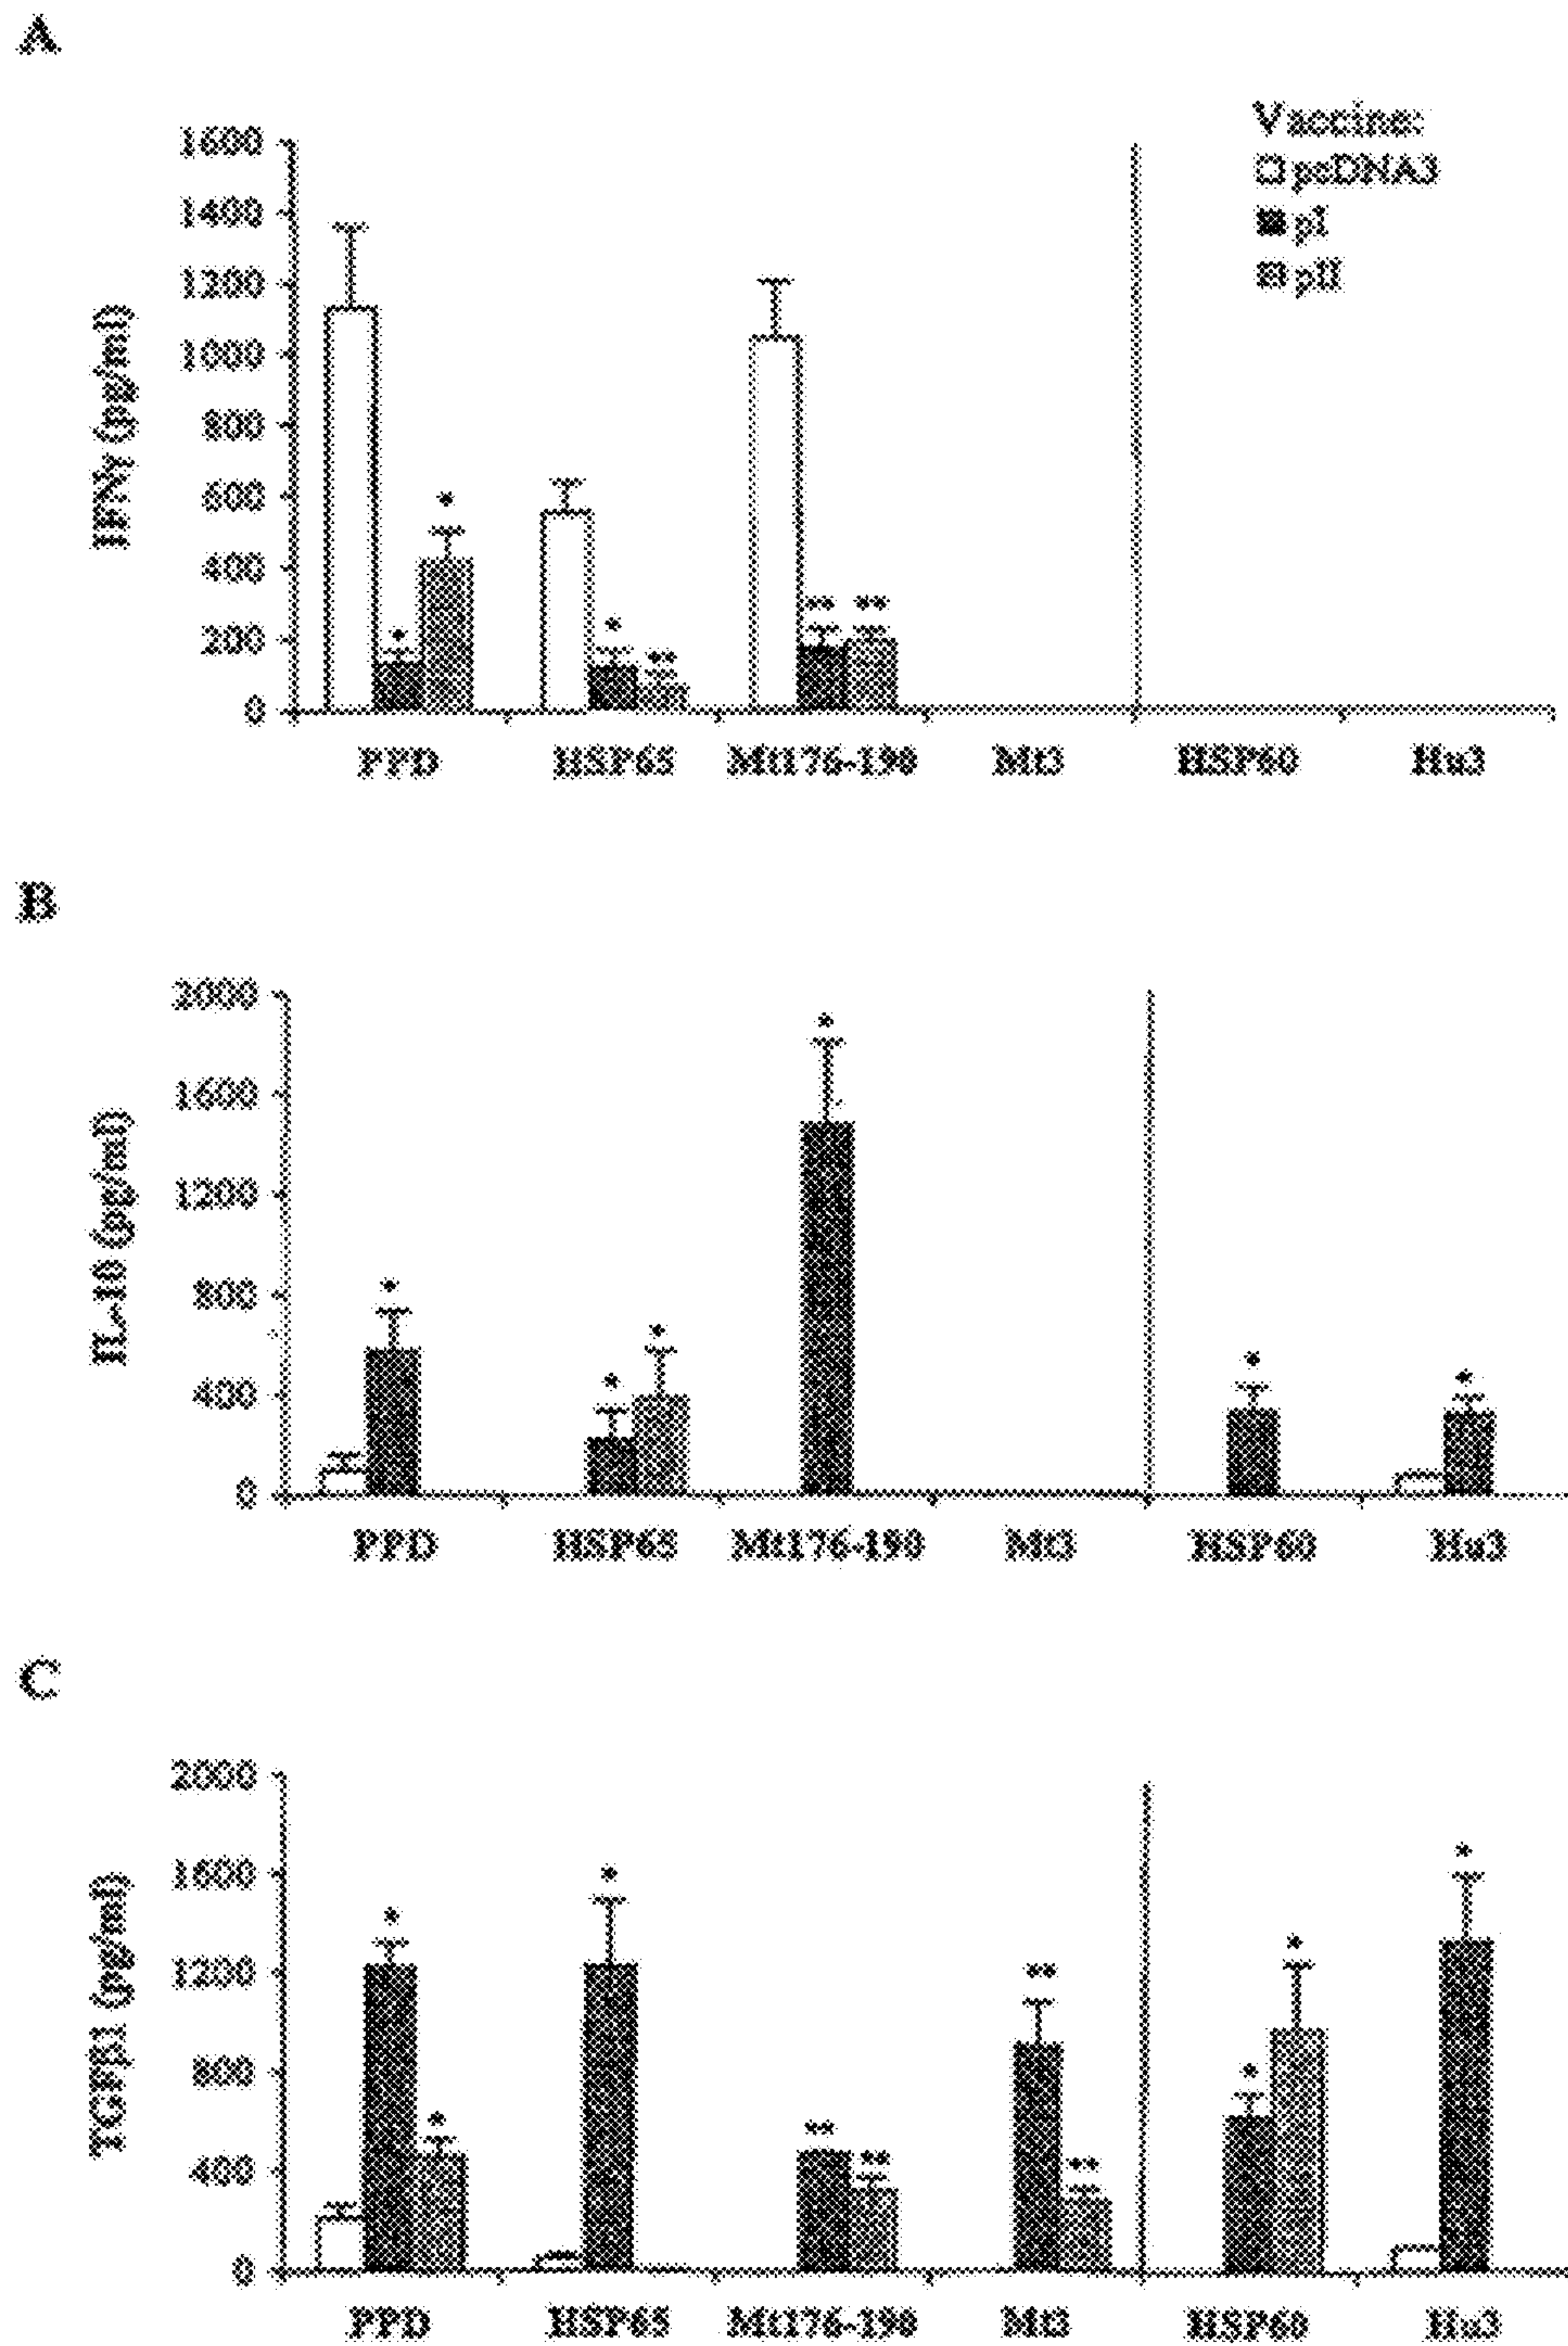 A
Vaccine:
pcDNA3
pI
pII
IFNγ (pg/ml)
1600
1400
1200
1000
800
600
400
200
0
* * * ** ** **
PPD HSP65 Mt176-190 Mt3 HSP60 Hu3
B
IL-10 (pg/ml)
2000
1600
1200
800
400
0
* * * * * *
PPD HSP65 Mt176-190 Mt3 HSP60 Hu3
C
TGFβ1 (pg/ml)
2000
1600
1200
800
400
0
* * * ** ** ** ** * * *
PPD HSP65 Mt176-190 Mt3 HSP60 Hu3